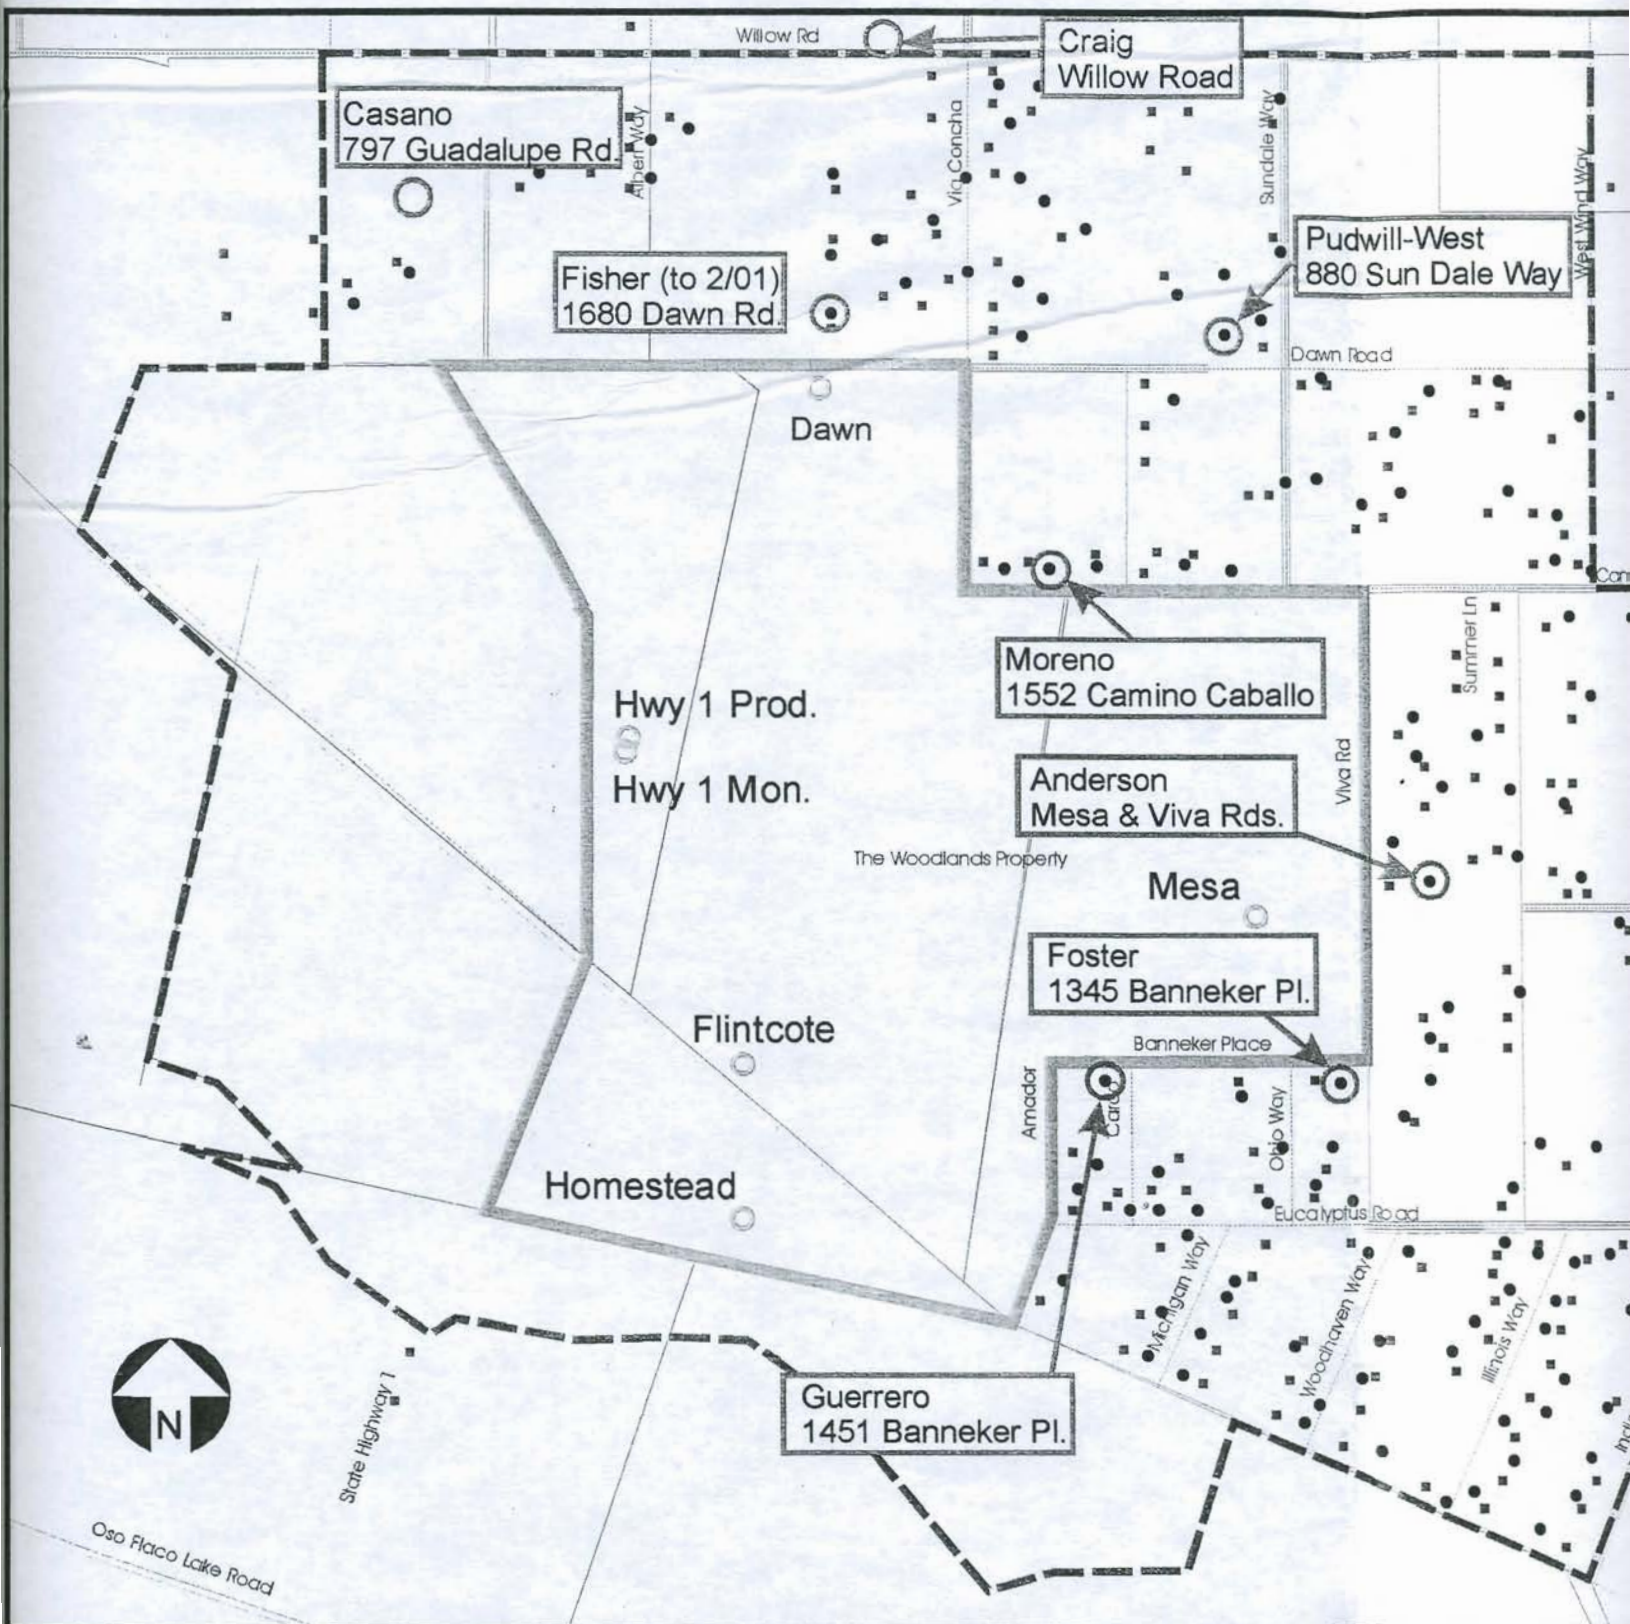 Willow Rd
Craig
Willow Road
Casano
797 Guadalupe Rd.
Albert Way
Via Concha
Sundale Way
West Wind Way
Pudwill-West
880 Sun Dale Way
Fisher (to 2/01)
1680 Dawn Rd.
Dawn Road
Dawn
Moreno
1552 Camino Caballo
Summer Ln
Hwy 1 Prod.
Hwy 1 Mon.
Viva Rd
Anderson
Mesa & Viva Rds.
The Woodlands Property
Mesa
Foster
1345 Banneker Pl.
Flintcote
Banneker Place
Amador
Ohio Way
Homestead
Eucalyptus Road
Michigan Way
Woodhaven Way
Illinois Way
Guerrero
1451 Banneker Pl.
N
State Highway 1
Oso Flaco Lake Road